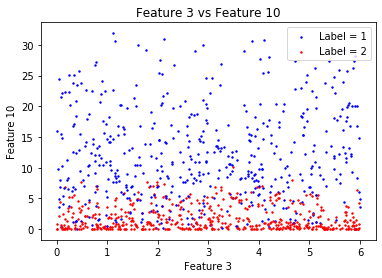 Feature 3 vs Feature 10
Label = 1
Label = 2
Feature 10
30
25
20
15
10
5
0
0 1 2 3 4 5 6
Feature 3